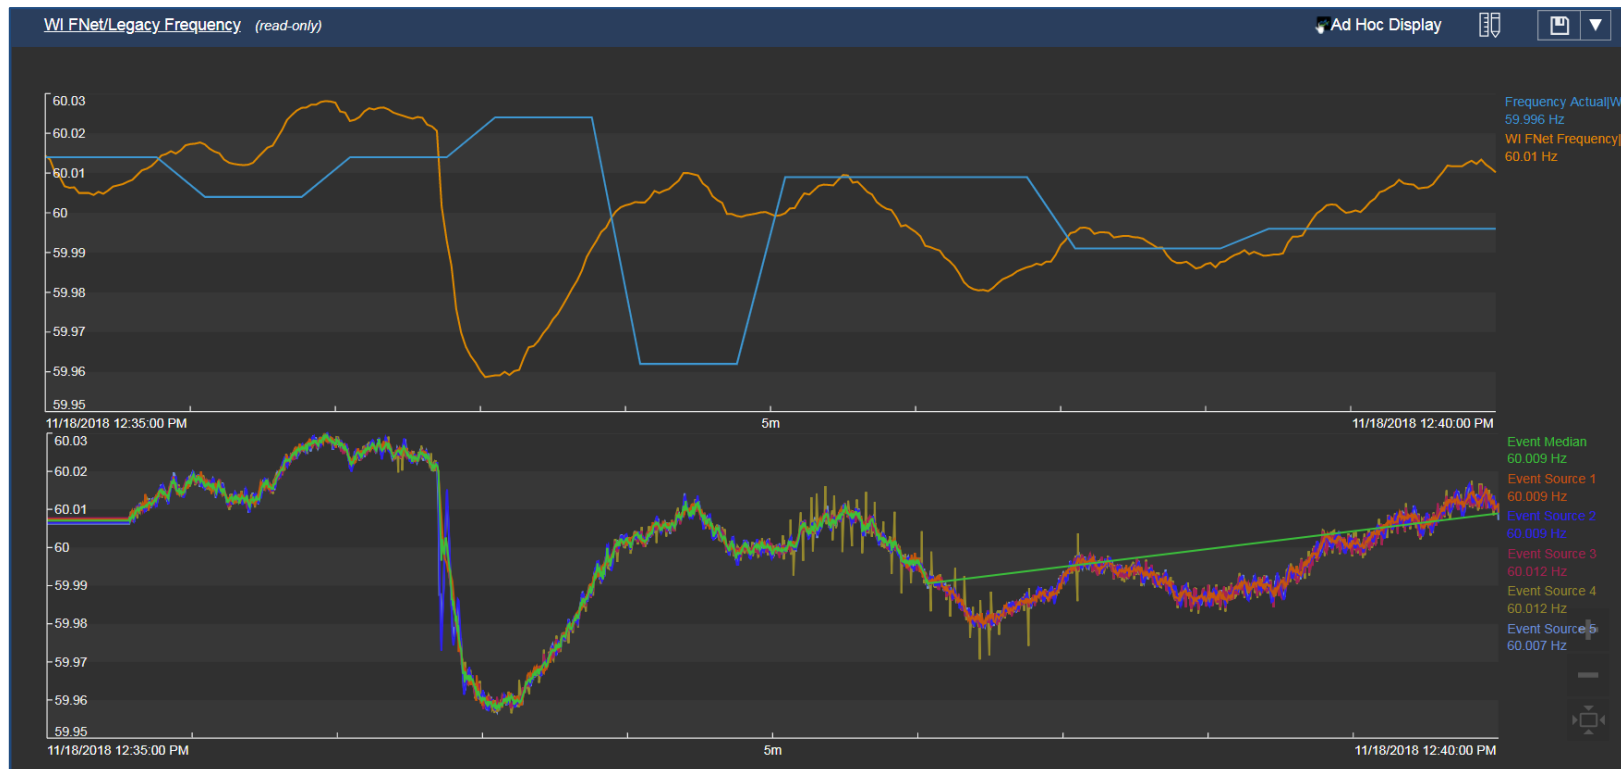 WI FNet/Legacy Frequency (read-only)
Ad Hoc Display
60.03
60.02
60.01
60
59.99
59.98
59.97
59.96
59.95
Frequency Actual|W
59.996 Hz
WI FNet Frequency|
60.01 Hz
11/18/2018 12:35:00 PM 5m 11/18/2018 12:40:00 PM
60.03
60.02
60.01
60
59.99
59.98
59.97
59.96
59.95
Event Median
60.009 Hz
Event Source 1
60.009 Hz
Event Source 2
60.009 Hz
Event Source 3
60.012 Hz
Event Source 4
60.012 Hz
Event Source 5
60.007 Hz
11/18/2018 12:35:00 PM 5m 11/18/2018 12:40:00 PM